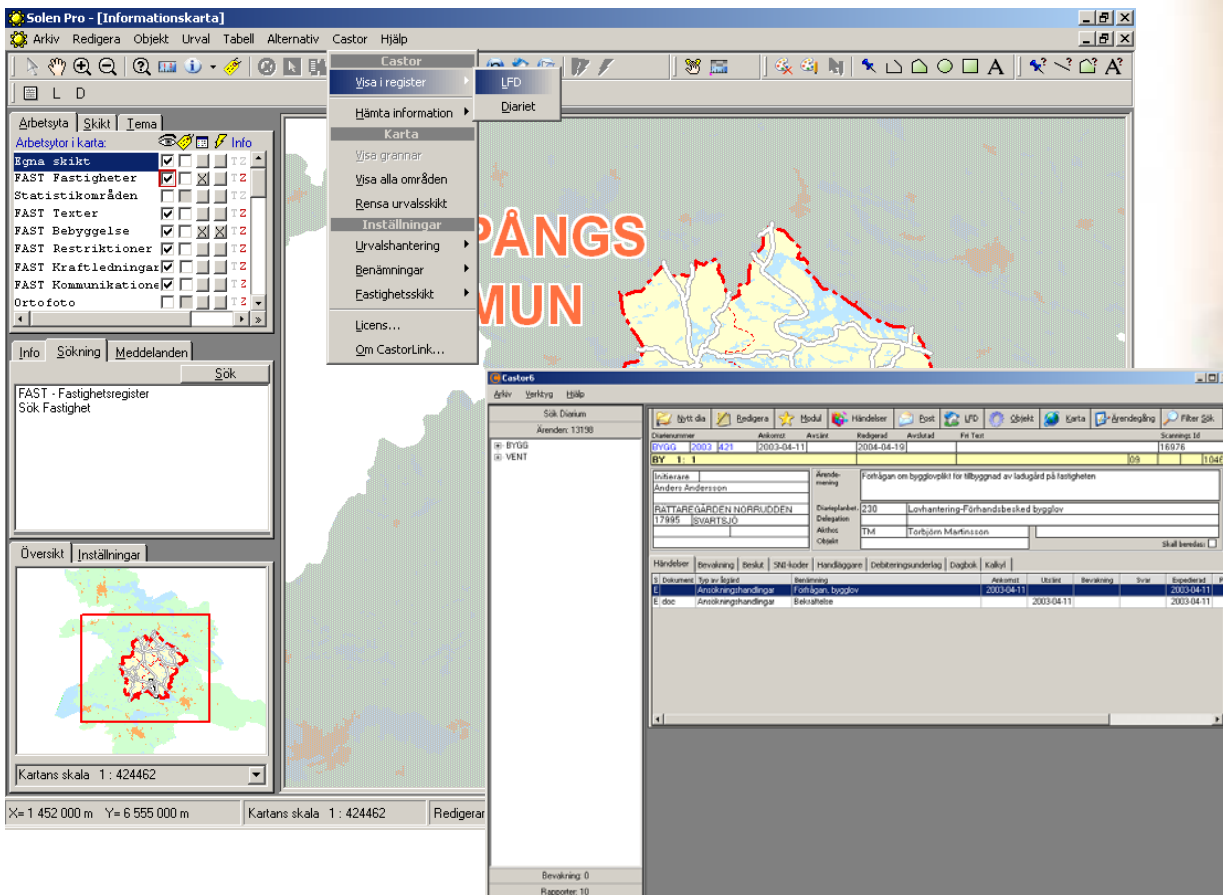 Solen Pro - [Informationskarta]
Arkiv Redigera Objekt Urval Tabell Alternativ Castor Hjälp
L D
Castor
Visa i register
LFD
Diariet
Hämta information
Karta
Visa grannar
Visa alla områden
Rensa urvalsskikt
Inställningar
Urvalshantering
Benämningar
Fastighetsskikt
Licens...
Om CastorLink...
Arbetsyta Skikt Tema
Arbetsytor i karta: Info
Egna skikt T Z
FAST Fastigheter T Z
Statistikområden T Z
FAST Texter T Z
FAST Bebyggelse T Z
FAST Restriktioner T Z
FAST Kraftledningar T Z
FAST Kommunikatione T Z
Ortofoto T Z
PÅNGS
MUN
Info Sökning Meddelanden
Sök
FAST - Fastighetsregister
Sök Fastighet
Översikt Inställningar
Kartans skala 1 : 424462
X= 1 452 000 m Y= 6 555 000 m Kartans skala 1 : 424462 Redigerar
Castor6
Arkiv Verktyg Hjälp
Sök Diarium
Ärenden: 13198
BYGG
VENT
Bevakning: 0
Rapporter: 10
Nytt dia Redigera Modul Händelser Post LFD Objekt Karta Ärendegång Filter Sök
Diarienummer Ankomst Avsänt Redigerad Avslutad Fri Text Scannings Id
BYGG 2003 421 2003-04-11 2004-04-19 16976
BY 1: 1 09 1046
Initierare
Anders Andersson
RATTAREGÅRDEN NORRUDDEN
17995 SVARTSJÖ
Ärende-
mening
Förfrågan om bygglovplikt för tillbyggnad av ladugård på fastigheten
Diarieplanbet. 230 Lovhantering-Förhandsbesked bygglov
Delegation
Akthos TM Torbjörn Martinsson
Objekt
Skall beredas:
Händelser Bevakning Beslut SNI-koder Handläggare Debiteringsunderlag Dagbok Kalkyl
S Dokument Typ av åtgärd Benämning Ankomst Utsänt Bevakning Svar Expedierad
E Ansökningshandlingar Förfrågan, bygglov 2003-04-11 2003-04-11
E doc Ansökningshandlingar Bekräftelse 2003-04-11 2003-04-11